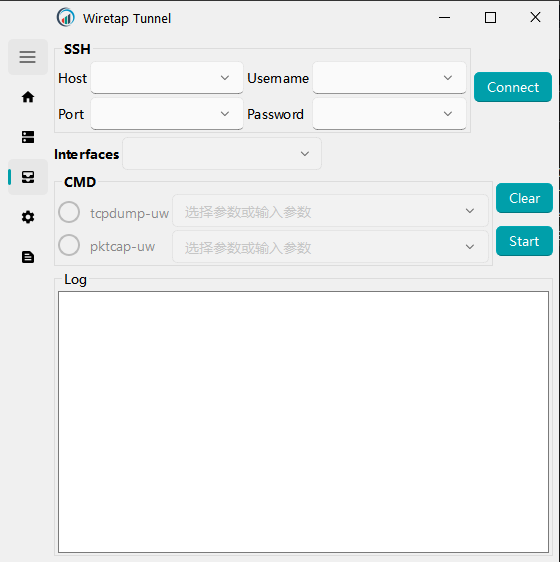 Wiretap Tunnel
SSH
Host
Username
Connect
Port
Password
Interfaces
CMD
tcpdump-uw
选择参数或输入参数
Clear
pktcap-uw
选择参数或输入参数
Start
Log